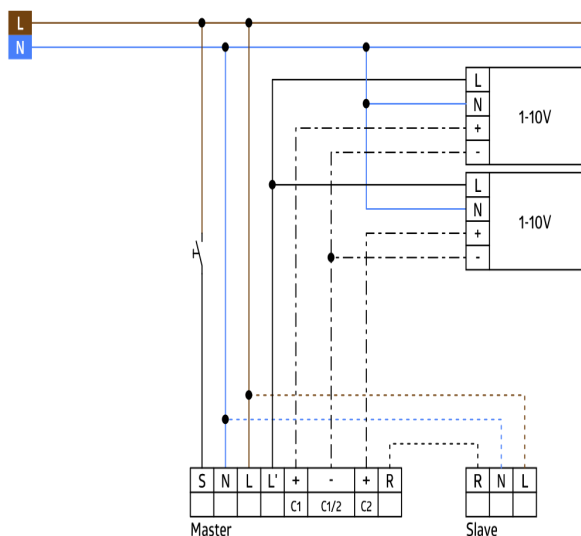 L
N
L
N
+
-
1-10V
L
N
+
-
1-10V
S N L L' + - + R
C1 C1/2 C2
Master
R N L
Slave